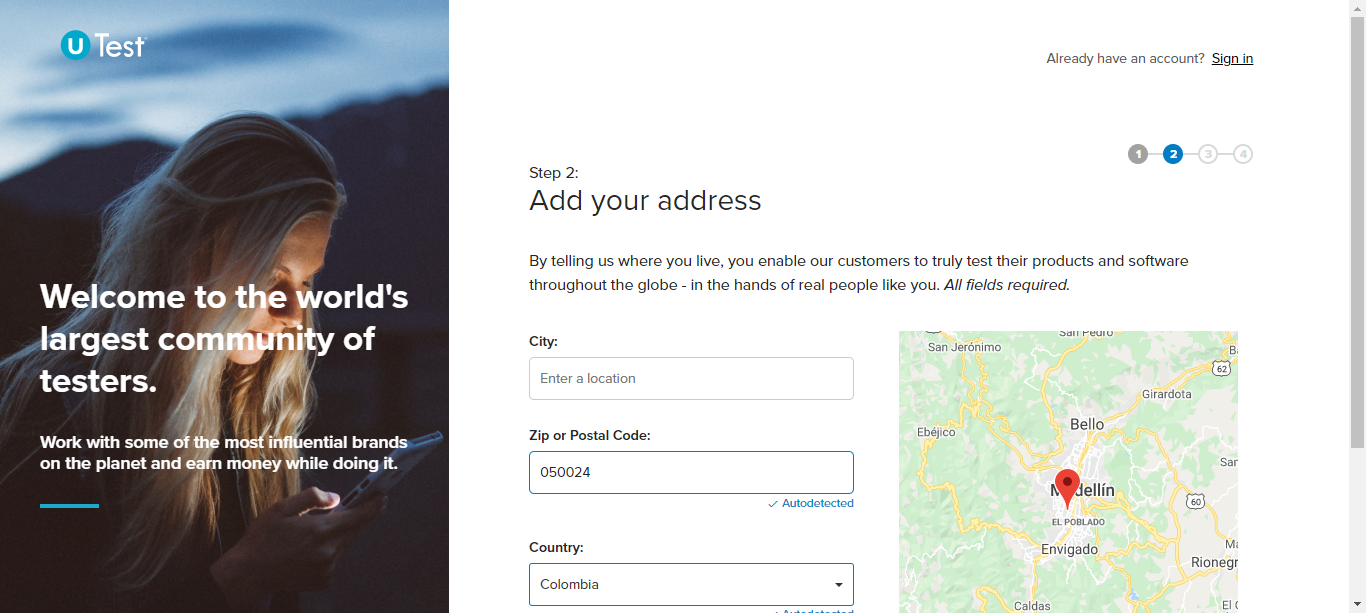 U Test
Already have an account? Sign in
1 2 3 4
Step 2:
Add your address
By telling us where you live, you enable our customers to truly test their products and software
throughout the globe - in the hands of real people like you. All fields required.
Welcome to the world's
largest community of
testers.
Work with some of the most influential brands
on the planet and earn money while doing it.
City:
Enter a location
Zip or Postal Code:
050024
Autodetected
Country:
Colombia
Autodetected
San Pedro
San Jerónimo
62
Girardota
Ebéjico
Bello
60
EL POBLADO
Envigado
Caldas